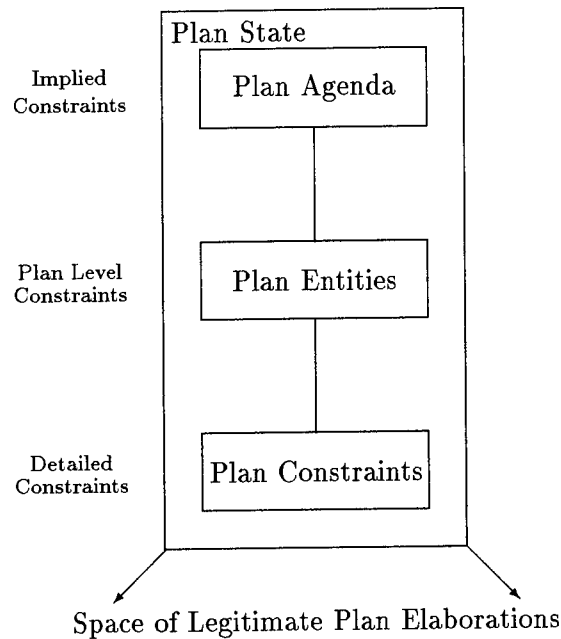 Plan State
Implied
Constraints
Plan Agenda
Plan Level
Constraints
Plan Entities
Detailed
Constraints
Plan Constraints
Space of Legitimate Plan Elaborations